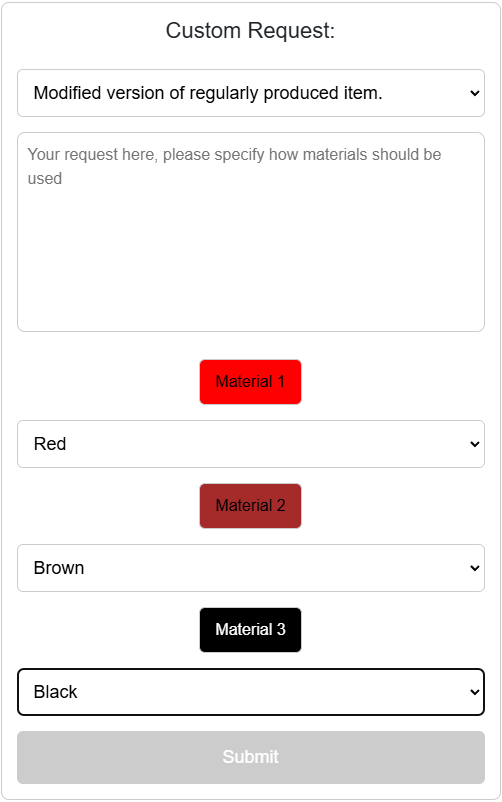 Custom Request:
Modified version of regularly produced item.
Your request here, please specify how materials should be
used
Material 1
Red
Material 2
Brown
Material 3
Black
Submit